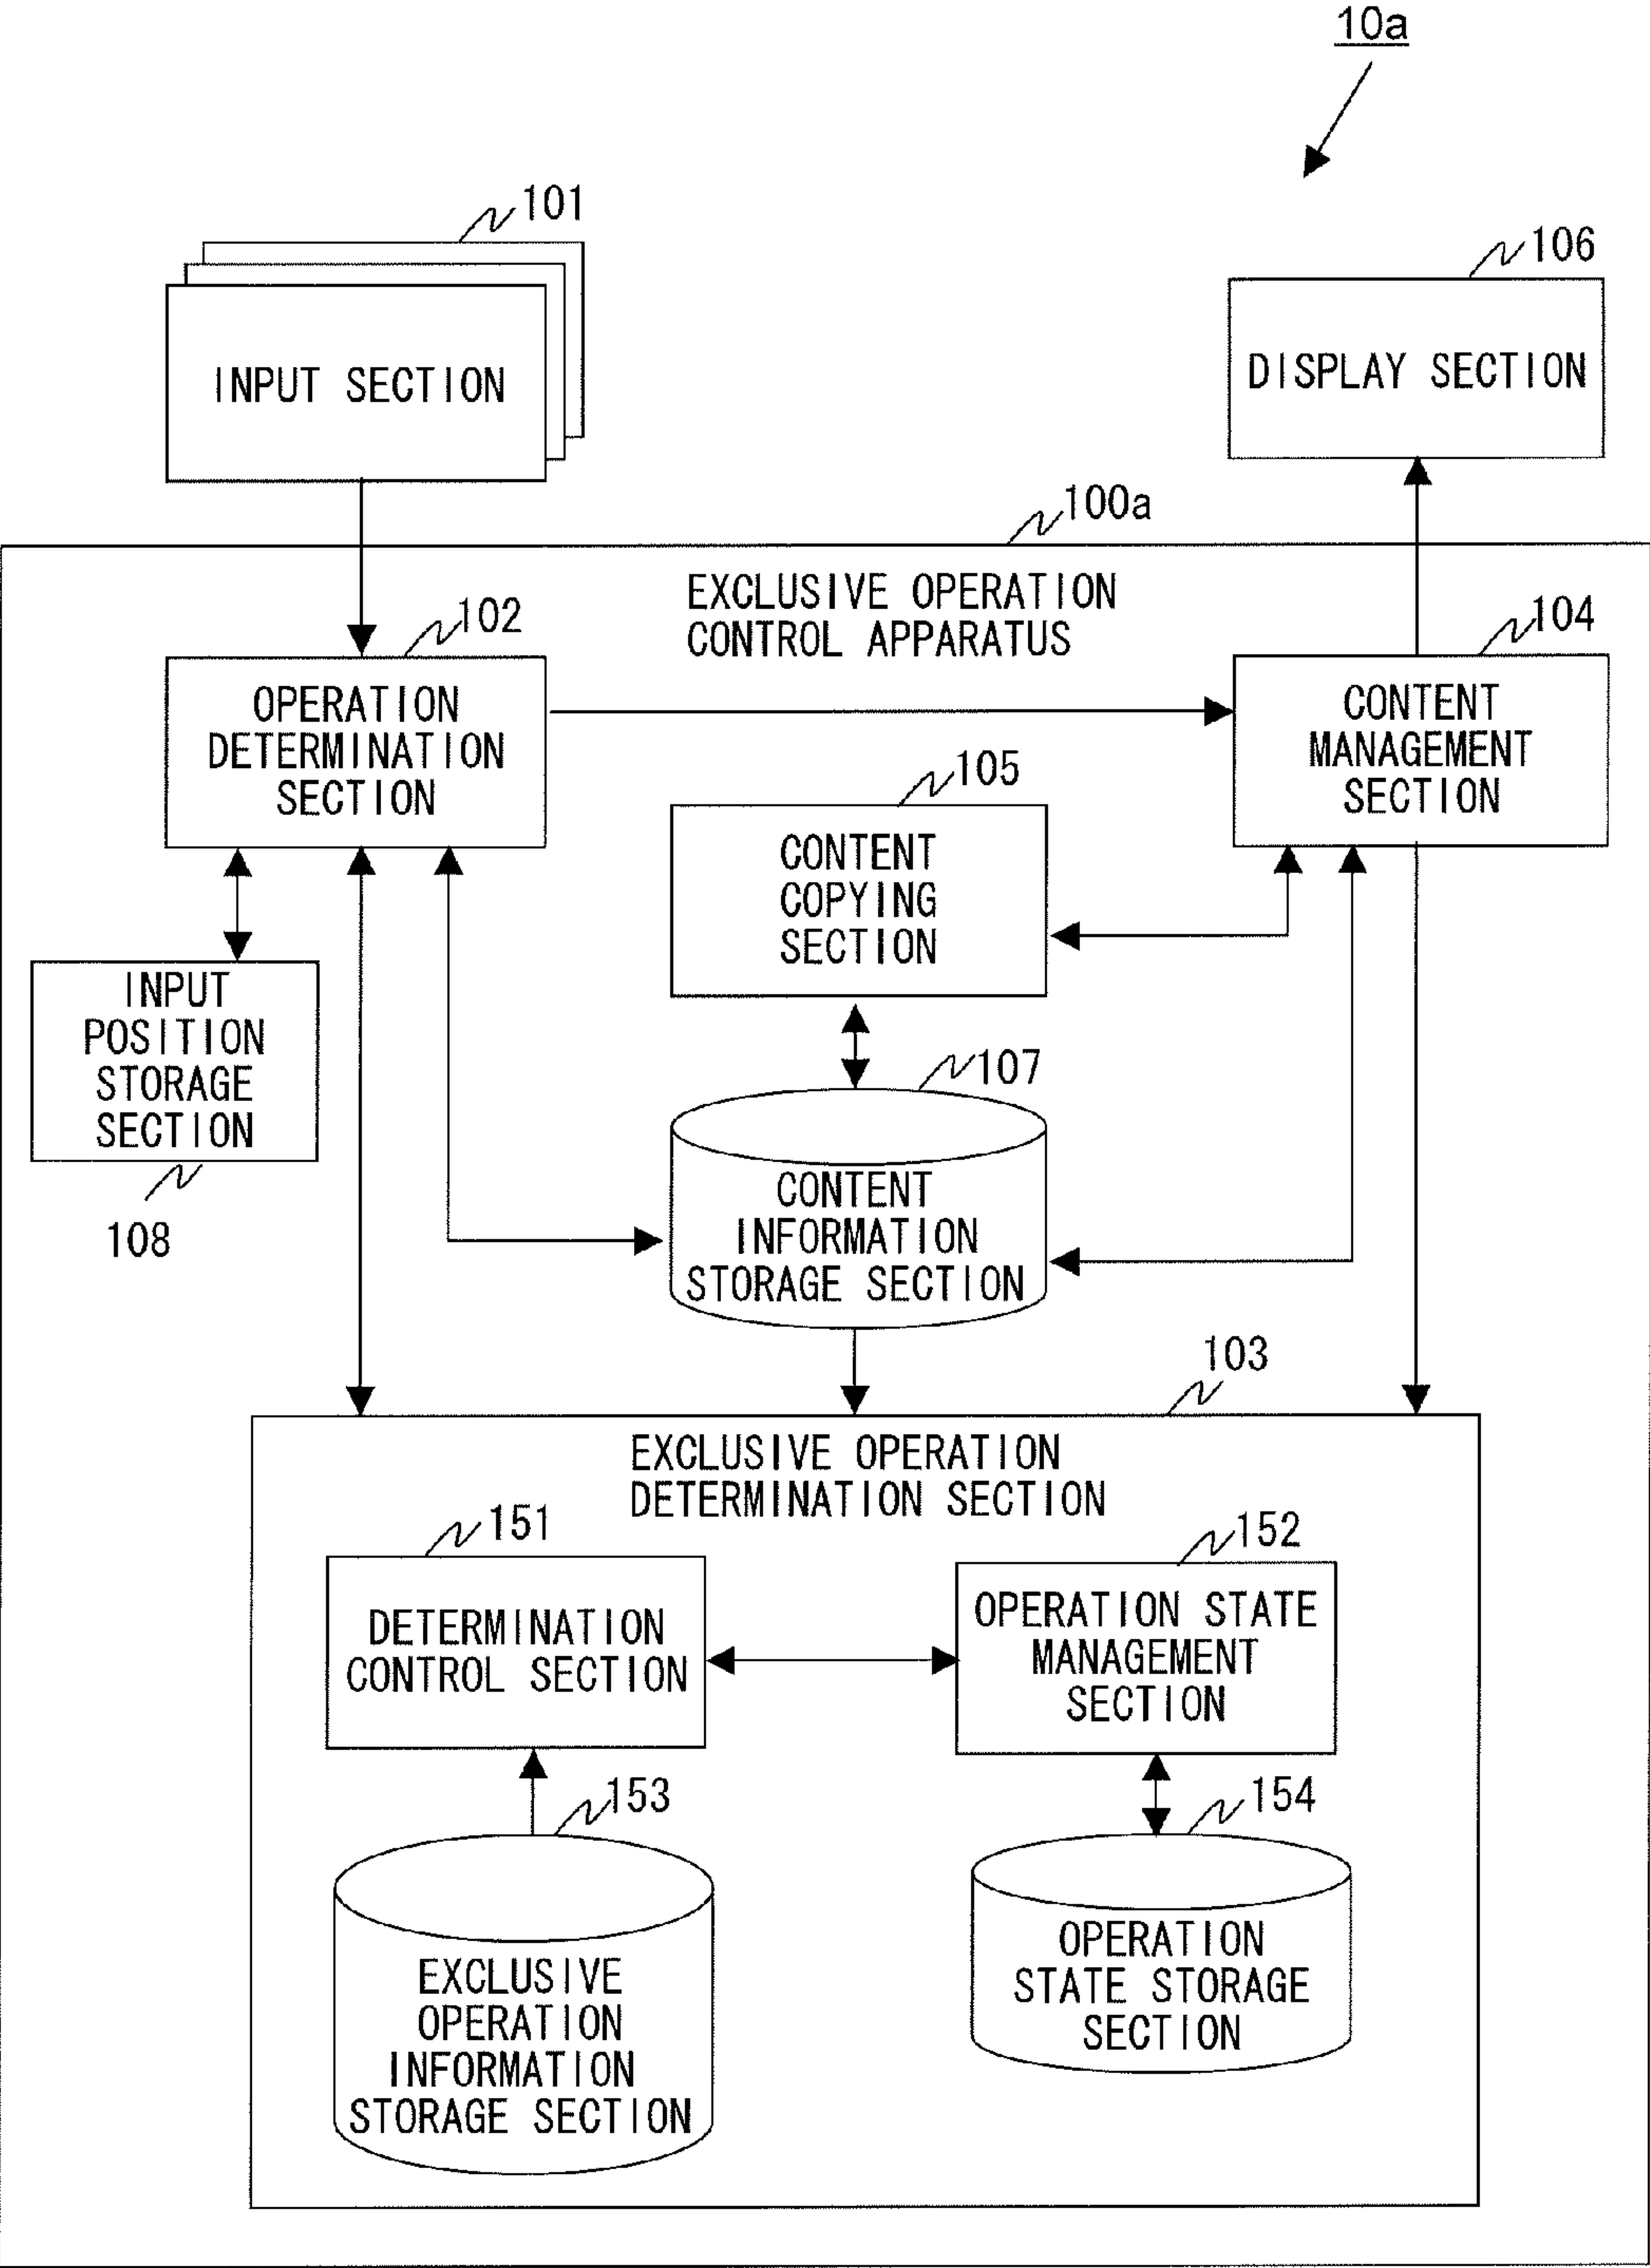 10a
101
INPUT SECTION
106
DISPLAY SECTION
100a
EXCLUSIVE OPERATION
CONTROL APPARATUS
102
OPERATION
DETERMINATION
SECTION
104
CONTENT
MANAGEMENT
SECTION
105
CONTENT
COPYING
SECTION
INPUT
POSITION
STORAGE
SECTION
108
107
CONTENT
INFORMATION
STORAGE SECTION
103
EXCLUSIVE OPERATION
DETERMINATION SECTION
151
DETERMINATION
CONTROL SECTION
152
OPERATION STATE
MANAGEMENT
SECTION
153
EXCLUSIVE
OPERATION
INFORMATION
STORAGE SECTION
154
OPERATION
STATE STORAGE
SECTION